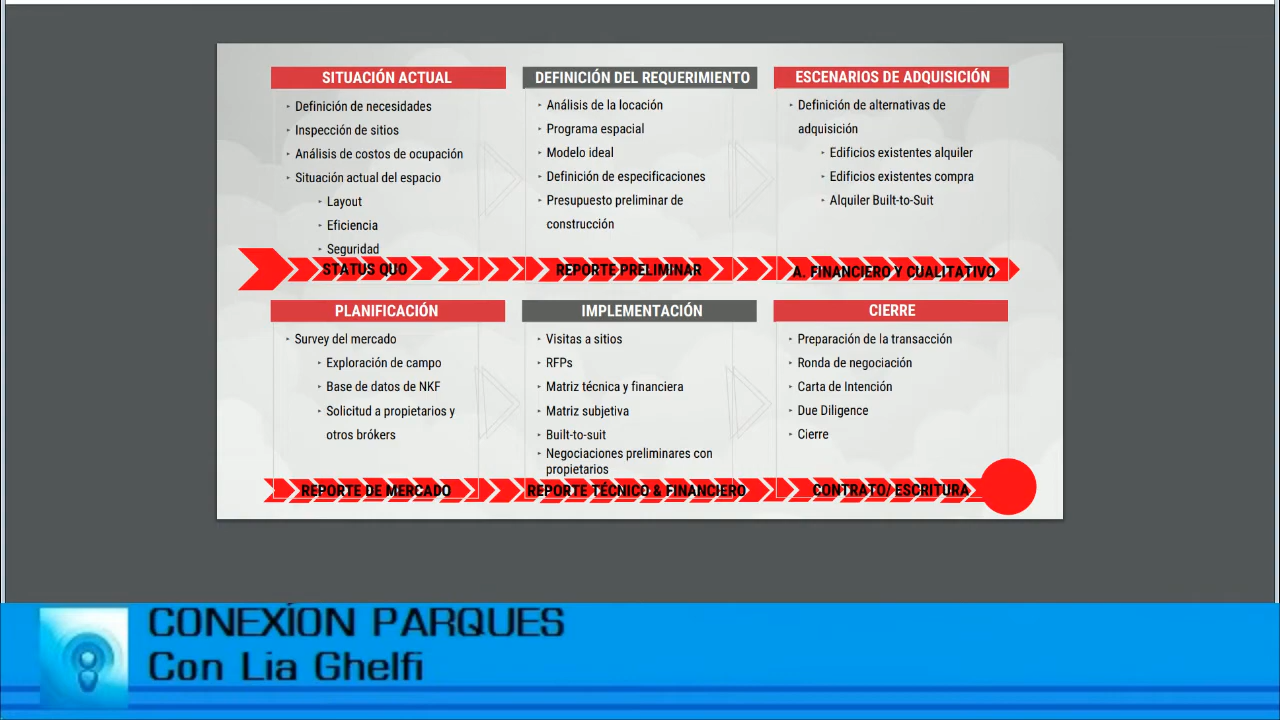 SITUACIÓN ACTUAL
Definición de necesidades
Inspección de sitios
Análisis de costos de ocupación
Situación actual del espacio
Layout
Eficiencia
Seguridad
STATUS QUO
DEFINICIÓN DEL REQUERIMIENTO
Análisis de la locación
Programa espacial
Modelo ideal
Definición de especificaciones
Presupuesto preliminar de
construcción
REPORTE PRELIMINAR
ESCENARIOS DE ADQUISICIÓN
Definición de alternativas de
adquisición
Edificios existentes alquiler
Edificios existentes compra
Alquiler Built-to-Suit
A. FINANCIERO Y CUALITATIVO
PLANIFICACIÓN
Survey del mercado
Exploración de campo
Base de datos de NKF
Solicitud a propietarios y
otros brókers
REPORTE DE MERCADO
IMPLEMENTACIÓN
Visitas a sitios
RFPs
Matriz técnica y financiera
Matriz subjetiva
Built-to-suit
Negociaciones preliminares con
propietarios
REPORTE TÉCNICO & FINANCIERO
CIERRE
Preparación de la transacción
Ronda de negociación
Carta de Intención
Due Diligence
Cierre
CONTRATO/ ESCRITURA
CONEXÍON PARQUES
Con Lia Ghelfi